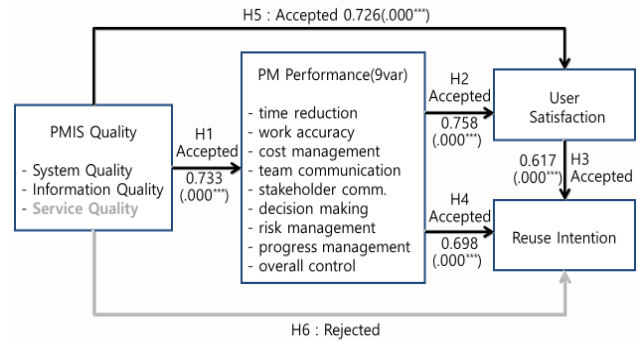 H5 : Accepted 0.726(.000***)
PMIS Quality
- System Quality
- Information Quality
- Service Quality
H1
Accepted
0.733
(.000***)
PM Performance(9var)
- time reduction
- work accuracy
- cost management
- team communication
- stakeholder comm.
- decision making
- risk management
- progress management
- overall control
H2
Accepted
0.758
(.000***)
H4
Accepted
0.698
(.000***)
User
Satisfaction
0.617
(.000***)
H3
Accepted
Reuse Intention
H6 : Rejected